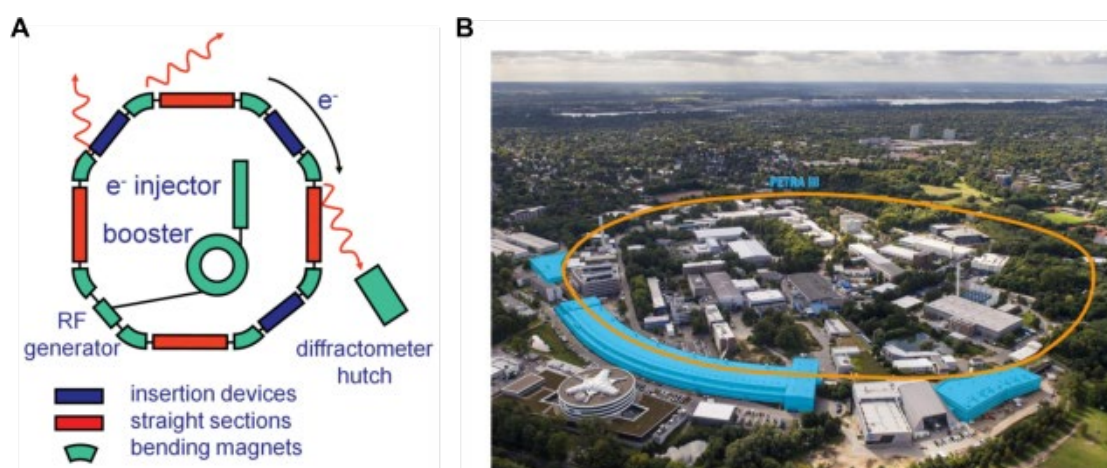 A
B
e-
e- injector
booster
RF
generator
diffractometer
hutch
insertion devices
straight sections
bending magnets
PETRA III